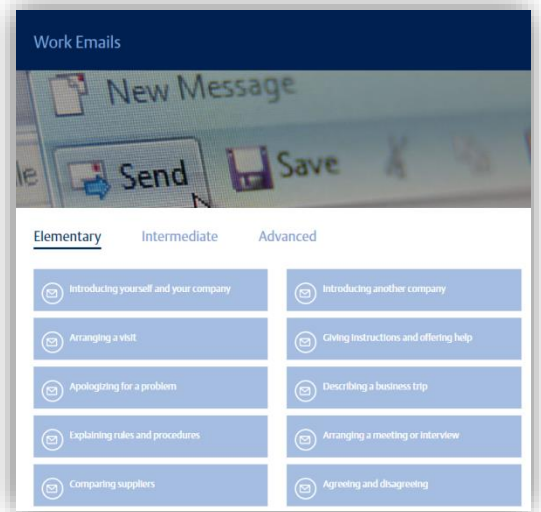 Work Emails
New Message
Send
Save
Elementary
Intermediate
Advanced
Introducing yourself and your company
Introducing another company
Arranging a visit
Giving instructions and offering help
Apologizing for a problem
Describing a business trip
Explaining rules and procedures
Arranging a meeting or interview
Comparing suppliers
Agreeing and disagreeing